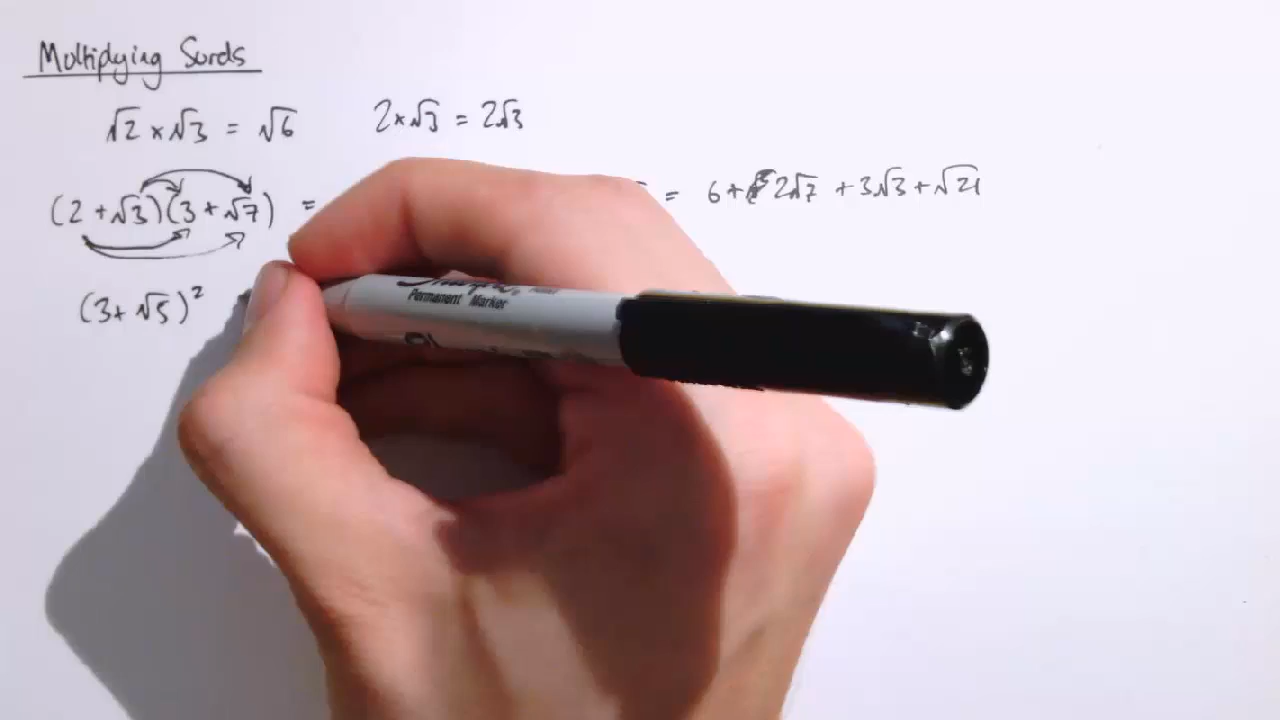 Multiplying Surds
√2 × √3 = √6 2 × √3 = 2√3
(2 + √3)(3 + √7) = = 6 + 2√7 + 3√3 + √21
(3 + √5)²
Permanent Marker